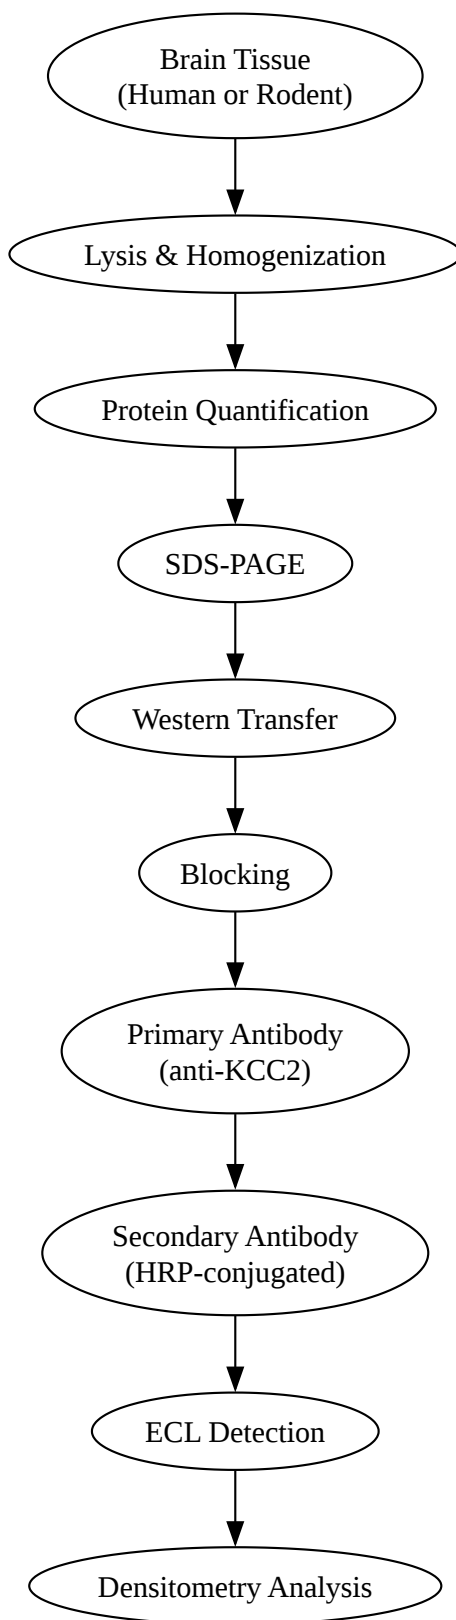 Brain Tissue
(Human or Rodent)
Lysis & Homogenization
Protein Quantification
SDS-PAGE
Western Transfer
Blocking
Primary Antibody
(anti-KCC2)
Secondary Antibody
(HRP-conjugated)
ECL Detection
Densitometry Analysis